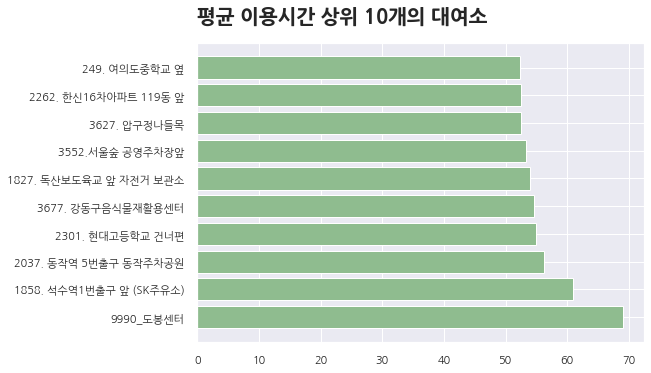 평균 이용시간 상위 10개의 대여소
249. 여의도중학교 옆
2262. 한신16차아파트 119동 앞
3627. 압구정나들목
3552.서울숲 공영주차장앞
1827. 독산보도육교 앞 자전거 보관소
3677. 강동구음식물재활용센터
2301. 현대고등학교 건너편
2037. 동작역 5번출구 동작주차공원
1858. 석수역1번출구 앞 (SK주유소)
9990_도봉센터
0 10 20 30 40 50 60 70